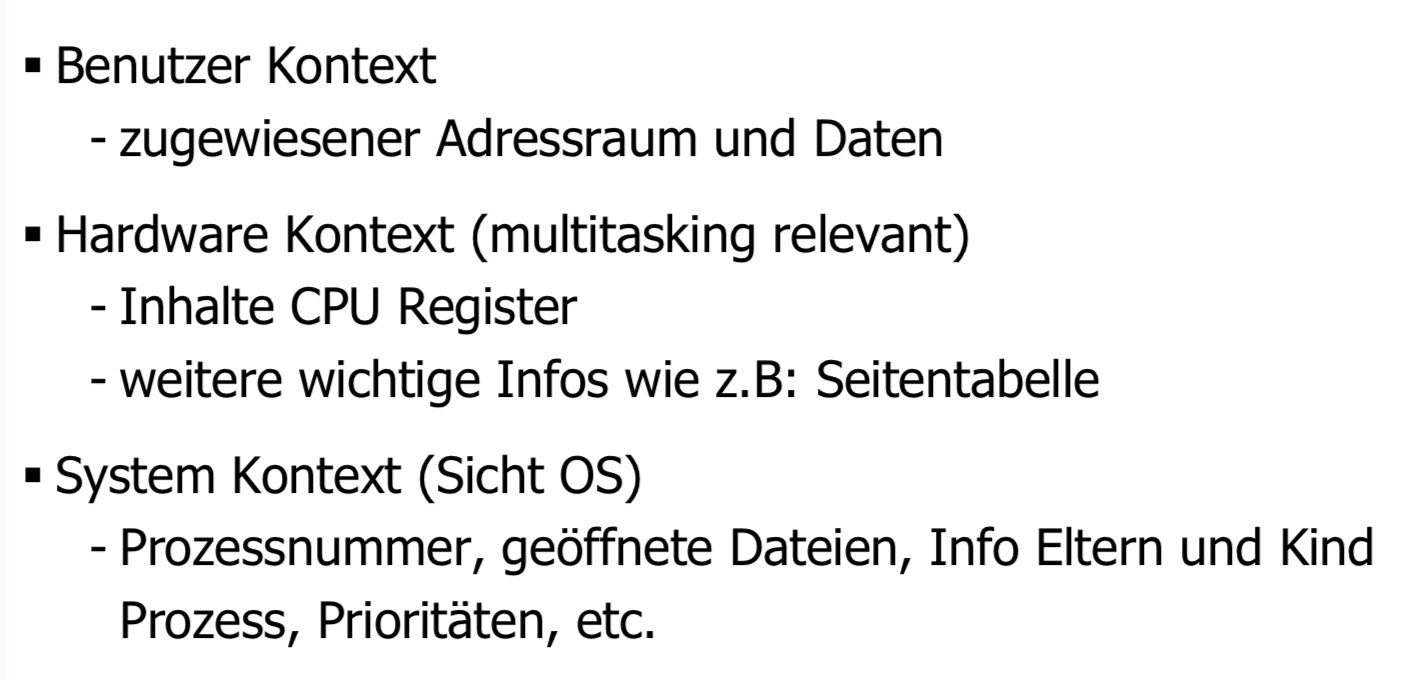 ▪ Benutzer Kontext
- zugewiesener Adressraum und Daten
▪ Hardware Kontext (multitasking relevant)
- Inhalte CPU Register
- weitere wichtige Infos wie z.B: Seitentabelle
▪ System Kontext (Sicht OS)
- Prozessnummer, geöffnete Dateien, Info Eltern und Kind
Prozess, Prioritäten, etc.